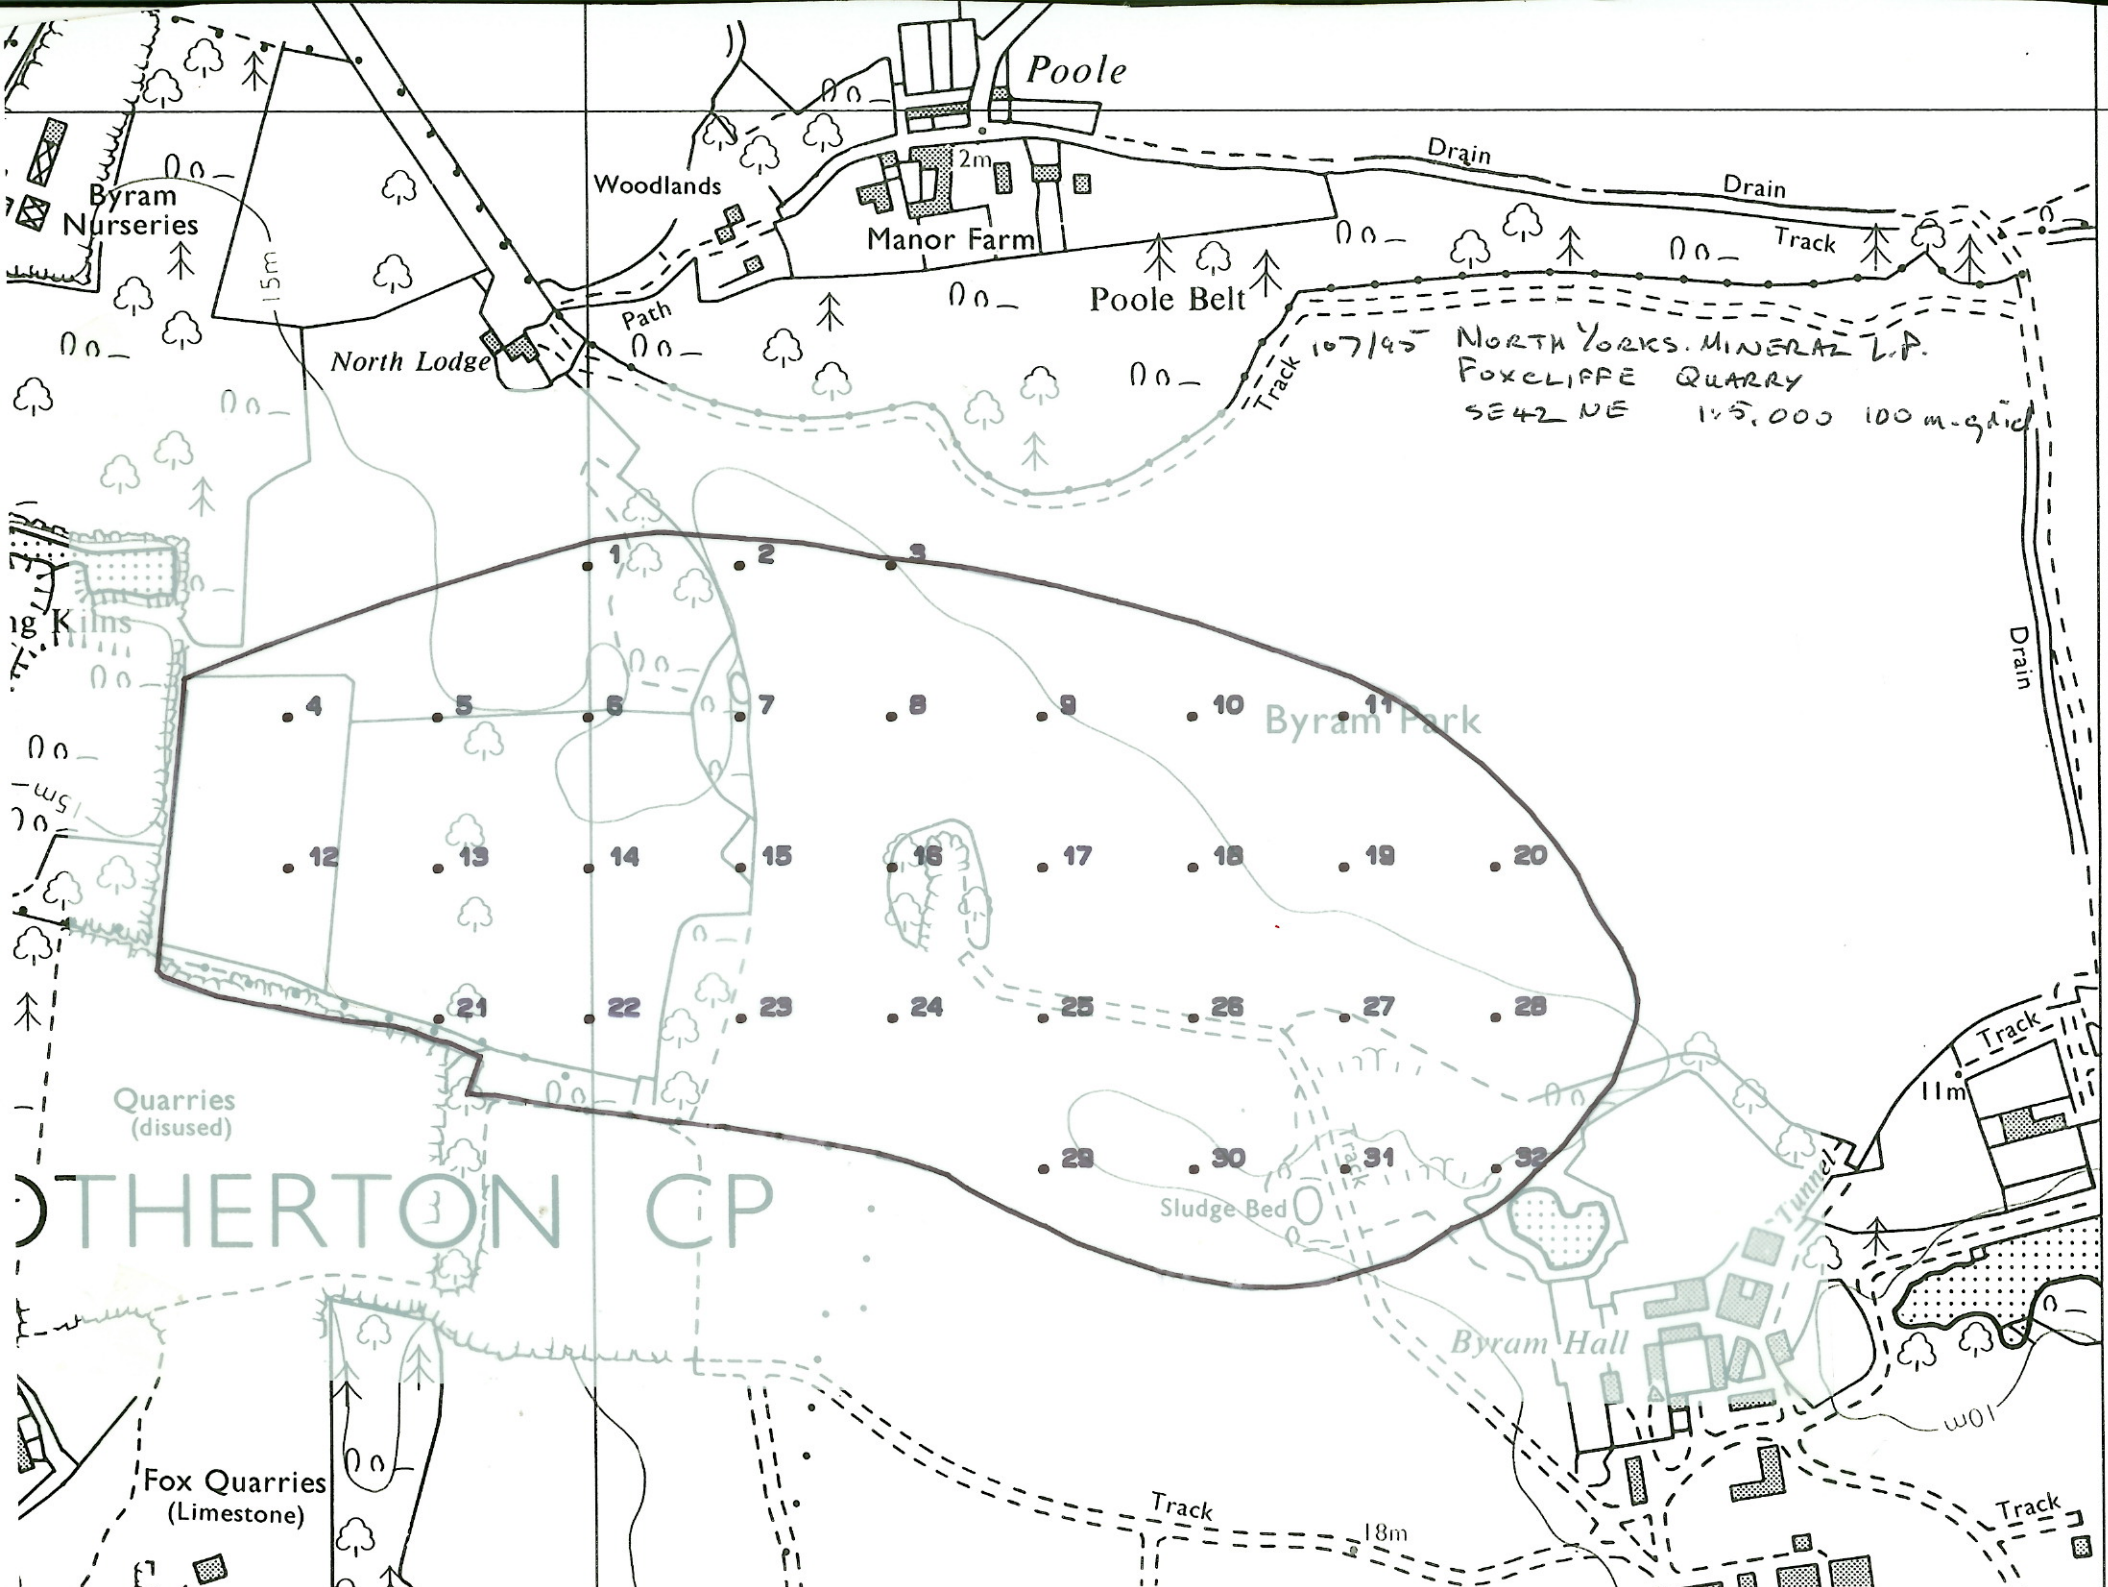 Poole
Drain
Drain
2m
Woodlands
Byram
Nurseries
Manor Farm
Track
15m
Poole Belt
Path
North Lodge
Track
107/95 NORTH YORKS. MINERAL L.P.
FOXCLIFFE QUARRY
SE42 NE 1:5,000 100 m. grid
1 2 3
Kilns
Drain
4 5 6 7 8 9 10 11
Byram Park
15m
12 13 14 15 16 17 18 19 20
21 22 23 24 25 26 27 28
Track
11m
Quarries
(disused)
29 30 31 32
Track
Tunnel
OTHERTON CP
Sludge Bed
Byram Hall
10m
Fox Quarries
(Limestone)
Track
18m
Track